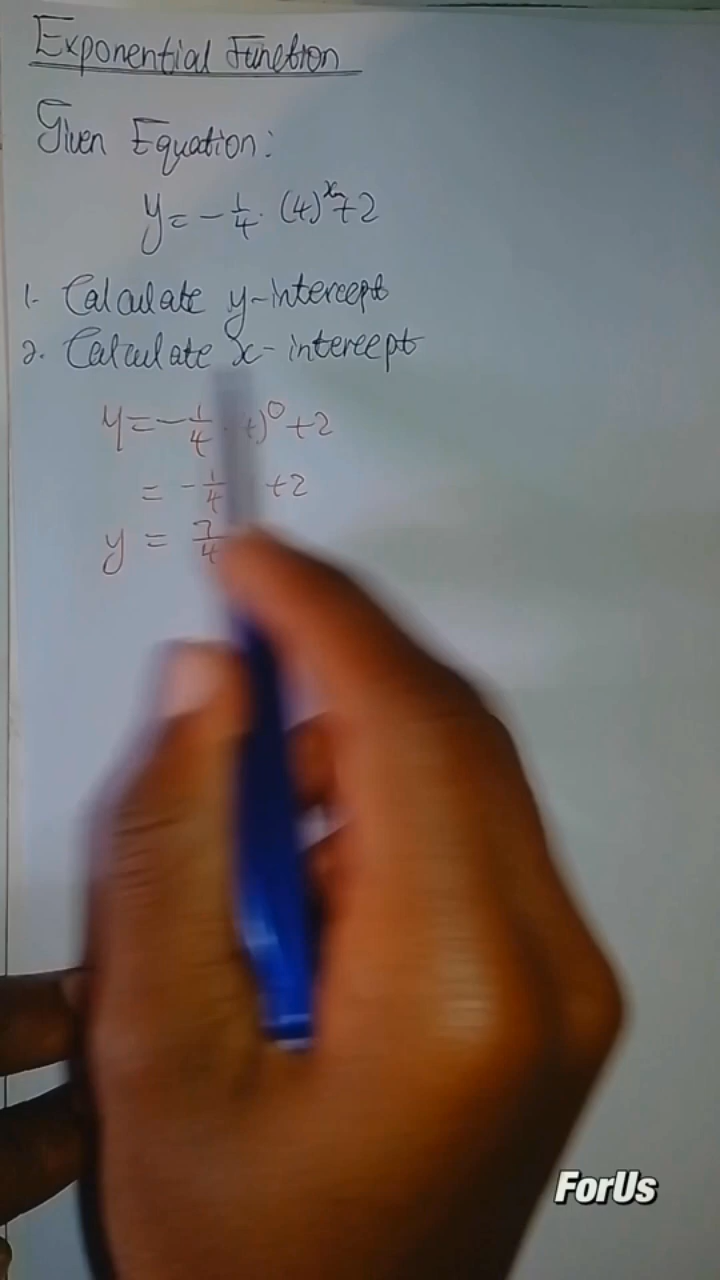 Exponential Function
Given Equation:
y = - 1/4 · (4)^x + 2
1- Calculate y-intercept
2. Calculate x-intercept
y = - 1/4 · )^0 + 2
= - 1/4 + 2
y = 7/4
ForUs